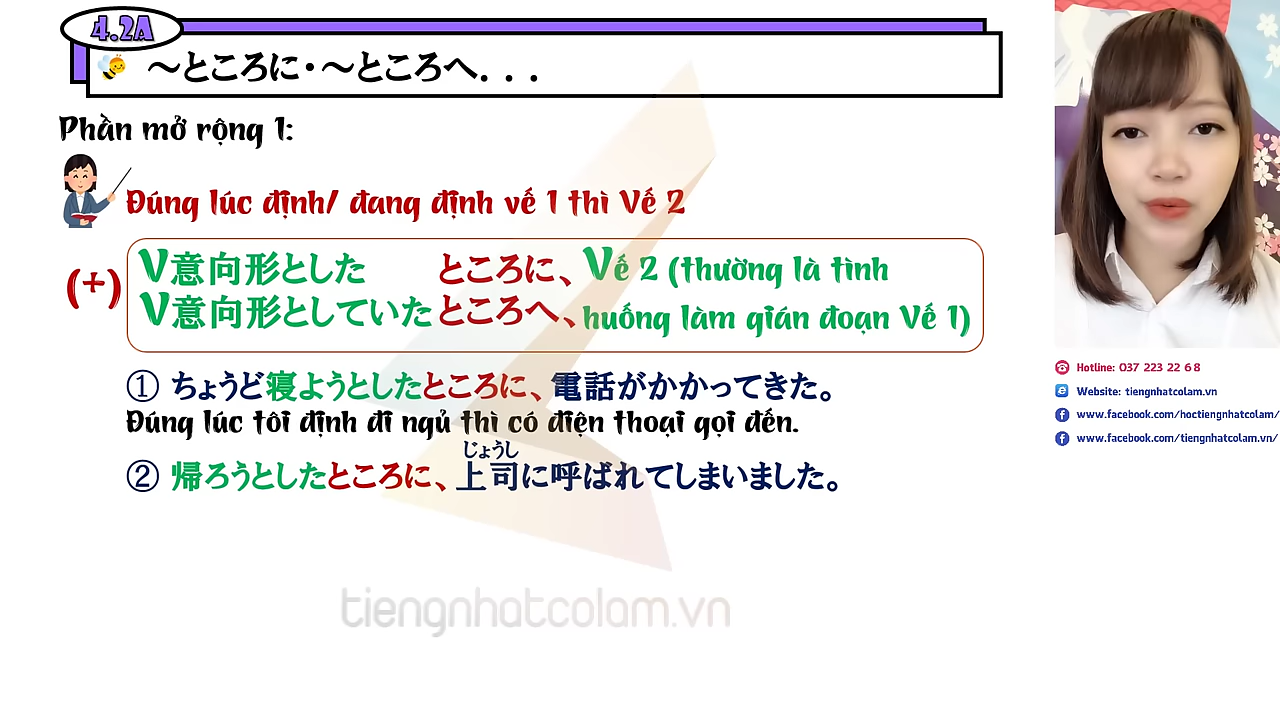 4.2A
～ところに・～ところへ. . .
Phần mở rộng 1:
Đúng lúc định/ đang định vế 1 thì Vế 2
(+)
V意向形とした ところに、Vế 2 (thường là tình
V意向形としていたところへ、huống làm gián đoạn Vế 1)
① ちょうど寝ようとしたところに、電話がかかってきた。
Đúng lúc tôi định đi ngủ thì có điện thoại gọi đến.
じょうし
② 帰ろうとしたところに、上司に呼ばれてしまいました。
tiengnhatcolam.vn
Hotline: 037 223 22 68
Website: tiengnhatcolam.vn
www.facebook.com/hoctiengnhatcolam/
www.facebook.com/tiengnhatcolam.vn/